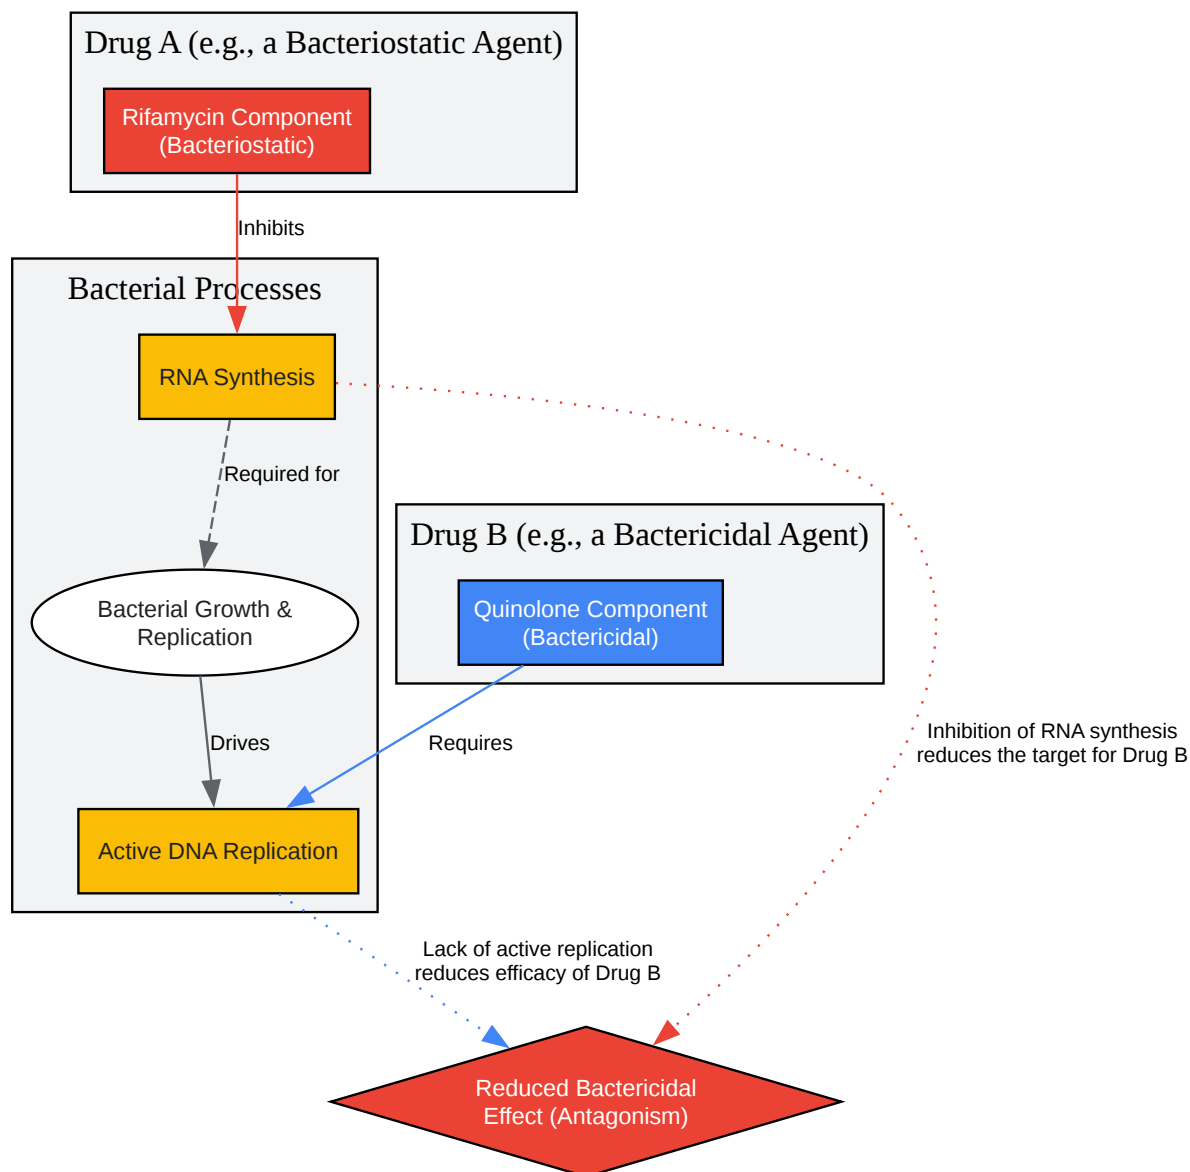 Drug A (e.g., a Bacteriostatic Agent)
Rifamycin Component
(Bacteriostatic)
Inhibits
Bacterial Processes
RNA Synthesis
Required for
Drug B (e.g., a Bactericidal Agent)
Quinolone Component
(Bactericidal)
Bacterial Growth &
Replication
Drives
Requires
Inhibition of RNA synthesis
reduces the target for Drug B
Active DNA Replication
Lack of active replication
reduces efficacy of Drug B
Reduced Bactericidal
Effect (Antagonism)